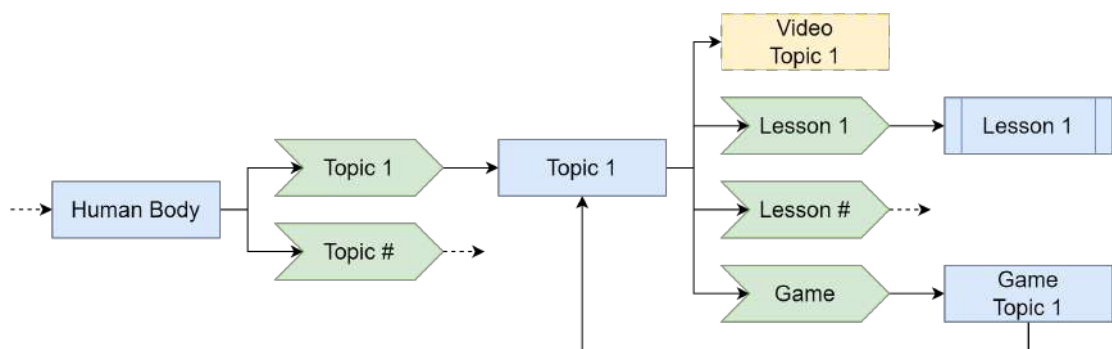 Human Body
Topic 1
Topic #
Topic 1
Video
Topic 1
Lesson 1
Lesson 1
Lesson #
Game
Game
Topic 1